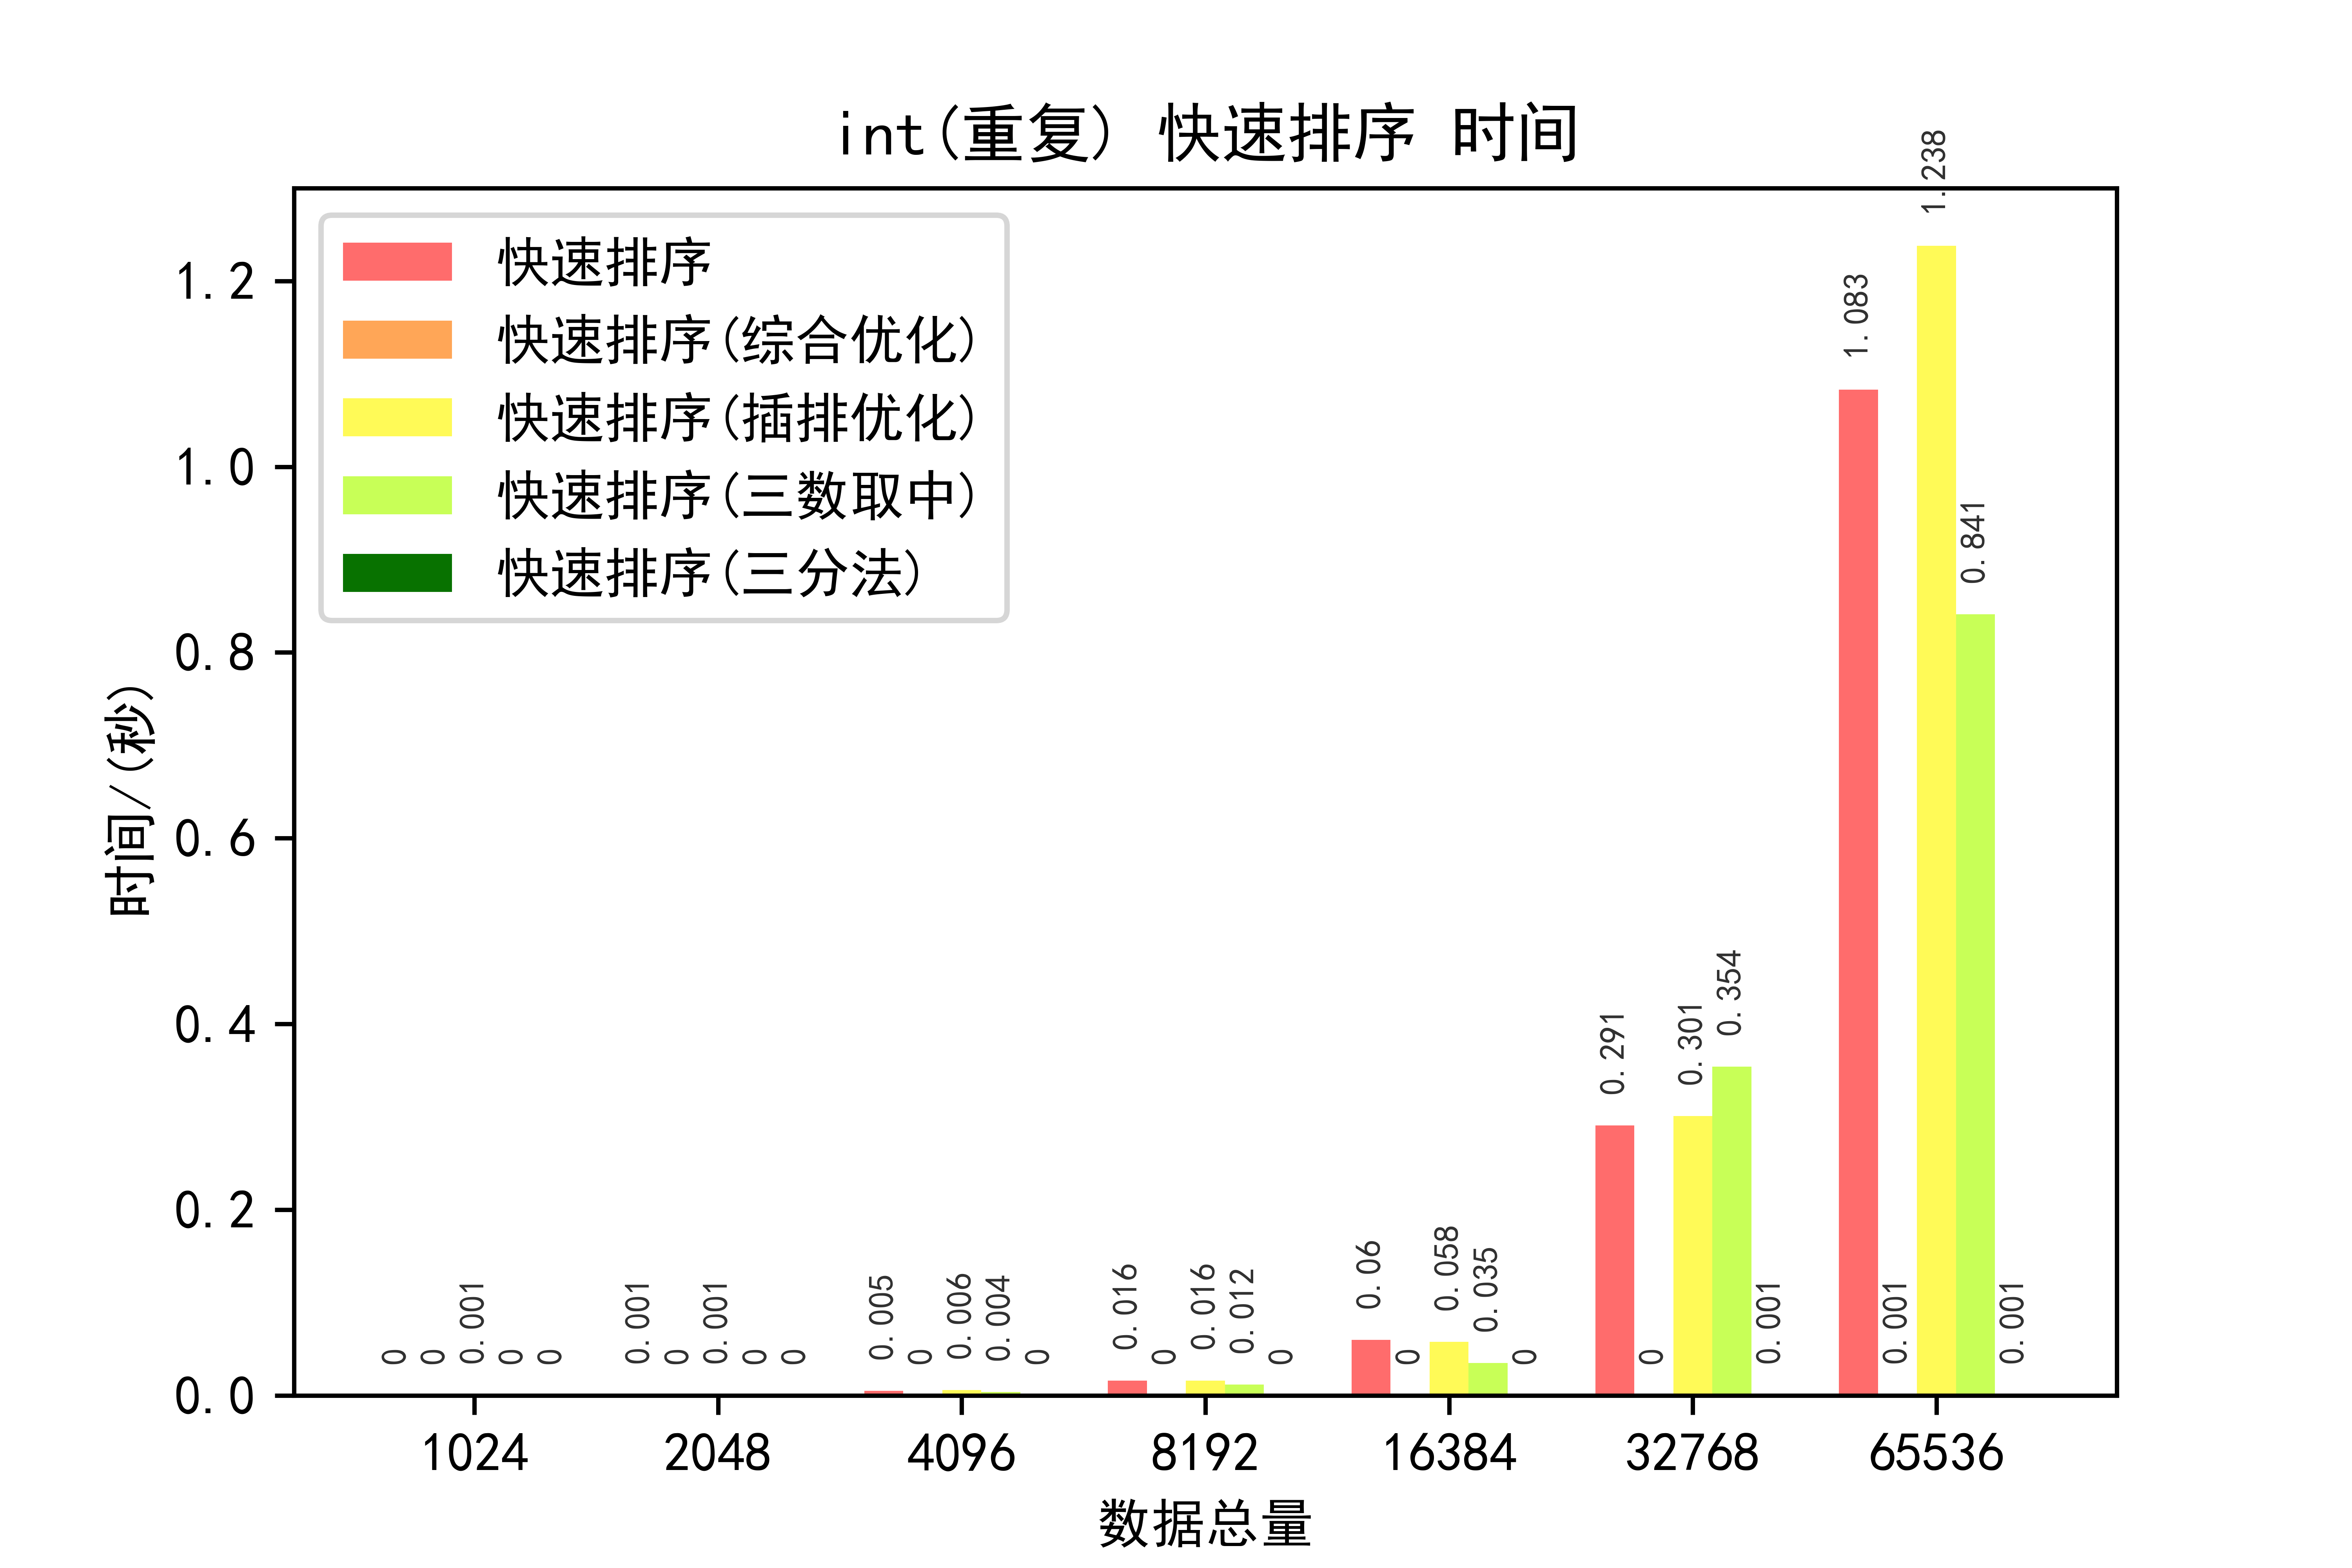 int(重复) 快速排序 时间
快速排序
快速排序(综合优化)
快速排序(插排优化)
快速排序(三数取中)
快速排序(三分法)
时间/(秒)
1.2
1.0
0.8
0.6
0.4
0.2
0.0
0 0 0.001 0 0
0.001 0 0.001 0 0
0.005 0 0.006 0.004 0
0.016 0 0.016 0.012 0
0.06 0 0.058 0.035 0
0.291 0 0.301 0.354 0.001
1.083 0.001 1.238 0.841 0.001
1024 2048 4096 8192 16384 32768 65536
数据总量